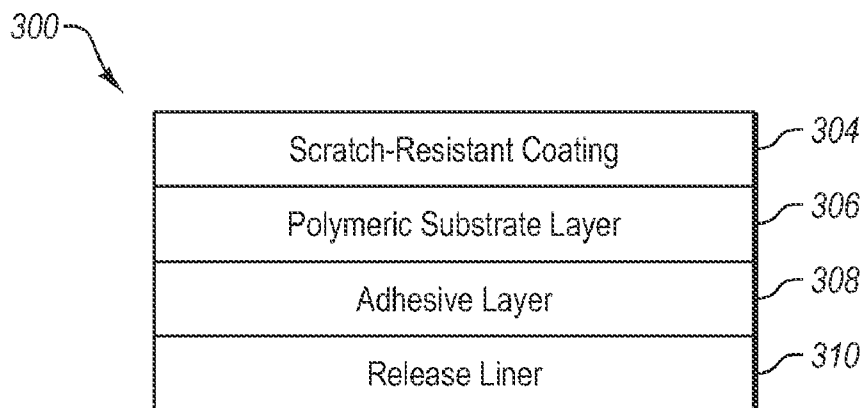 300
Scratch-Resistant Coating 304
Polymeric Substrate Layer 306
Adhesive Layer 308
Release Liner 310